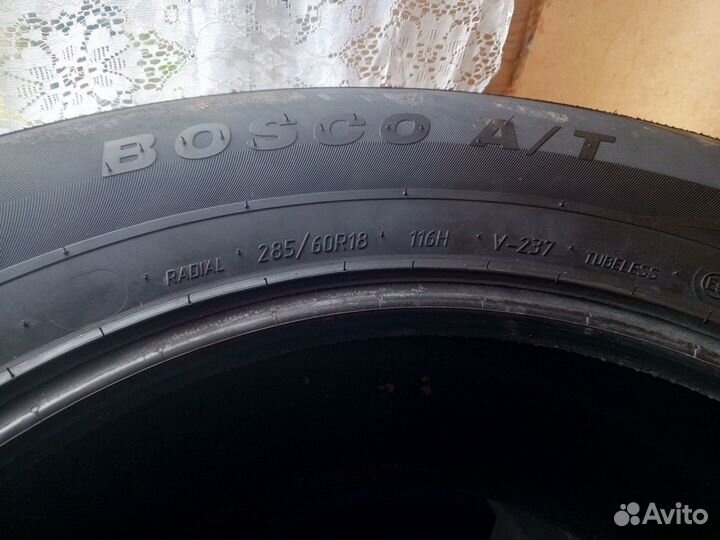 BOSCO A/T
RADIAL 285/60R18 116H V-237 TUBELESS
Avito